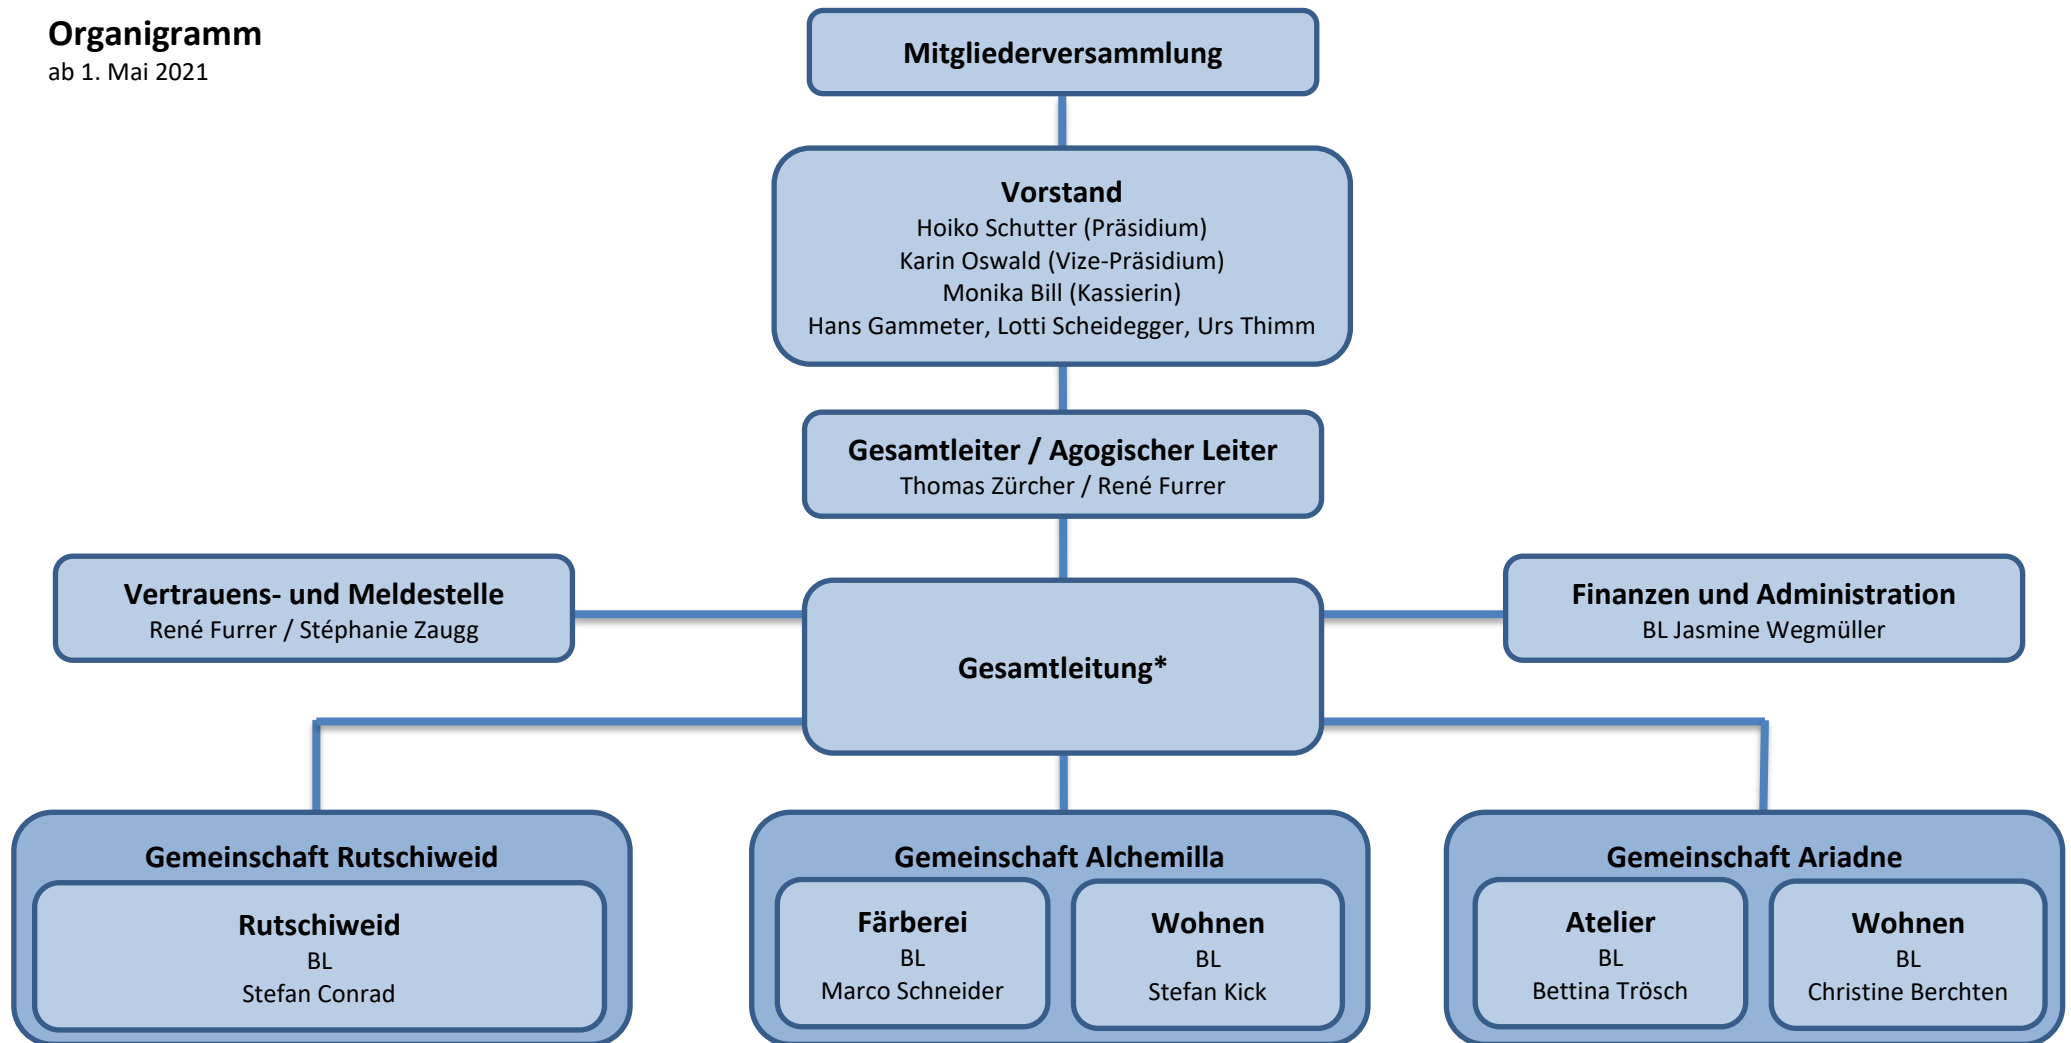 Organigramm
ab 1. Mai 2021
Mitgliederversammlung
Vorstand
Hoiko Schutter (Präsidium)
Karin Oswald (Vize-Präsidium)
Monika Bill (Kassierin)
Hans Gammeter, Lotti Scheidegger, Urs Thimm
Gesamtleiter / Agogischer Leiter
Thomas Zürcher / René Furrer
Vertrauens- und Meldestelle
René Furrer / Stéphanie Zaugg
Finanzen und Administration
BL Jasmine Wegmüller
Gesamtleitung*
Gemeinschaft Rutschiweid
Rutschiweid
BL
Stefan Conrad
Gemeinschaft Alchemilla
Färberei
BL
Marco Schneider
Wohnen
BL
Stefan Kick
Gemeinschaft Ariadne
Atelier
BL
Bettina Trösch
Wohnen
BL
Christine Berchten